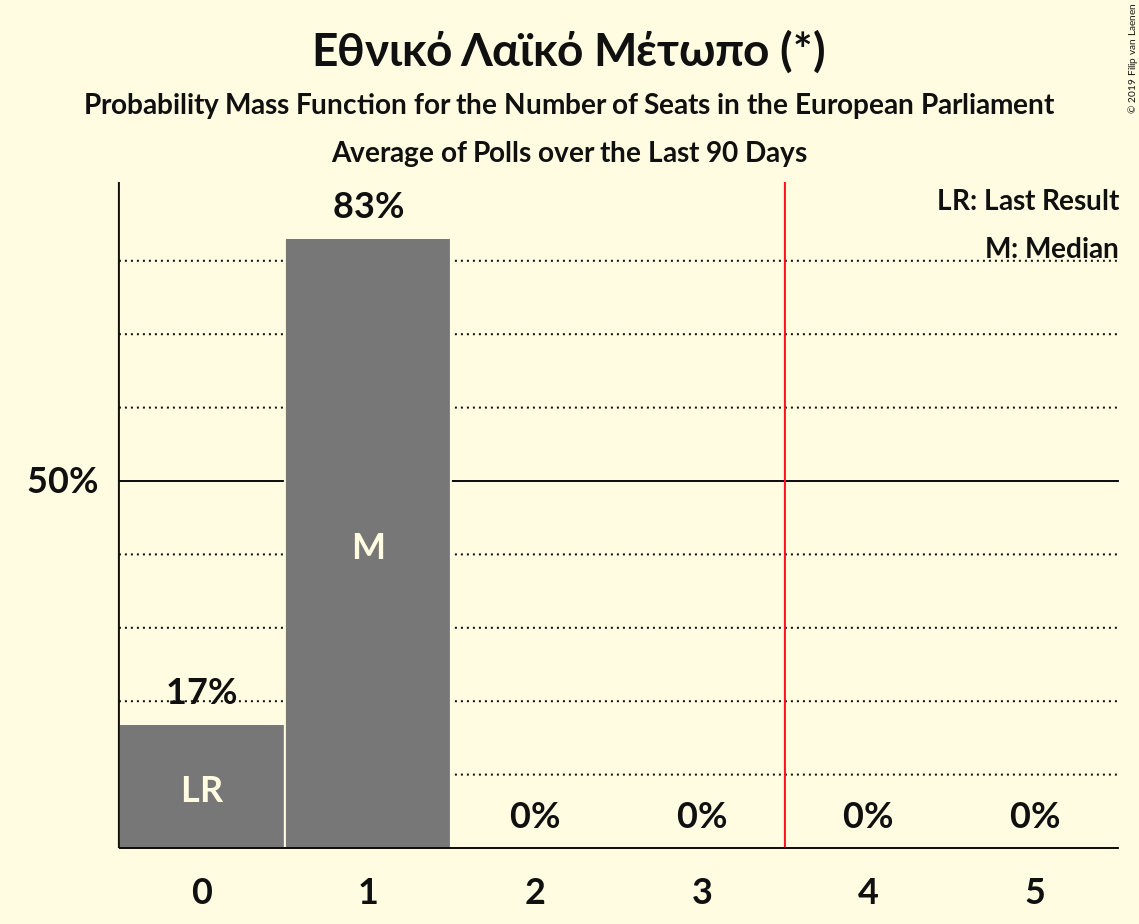 Εθνικό Λαϊκό Μέτωπο (*)
Probability Mass Function for the Number of Seats in the European Parliament
Average of Polls over the Last 90 Days
© 2019 Filip van Laenen
LR: Last Result
M: Median
83%
50%
M
17%
LR
0% 0% 0% 0%
0 1 2 3 4 5